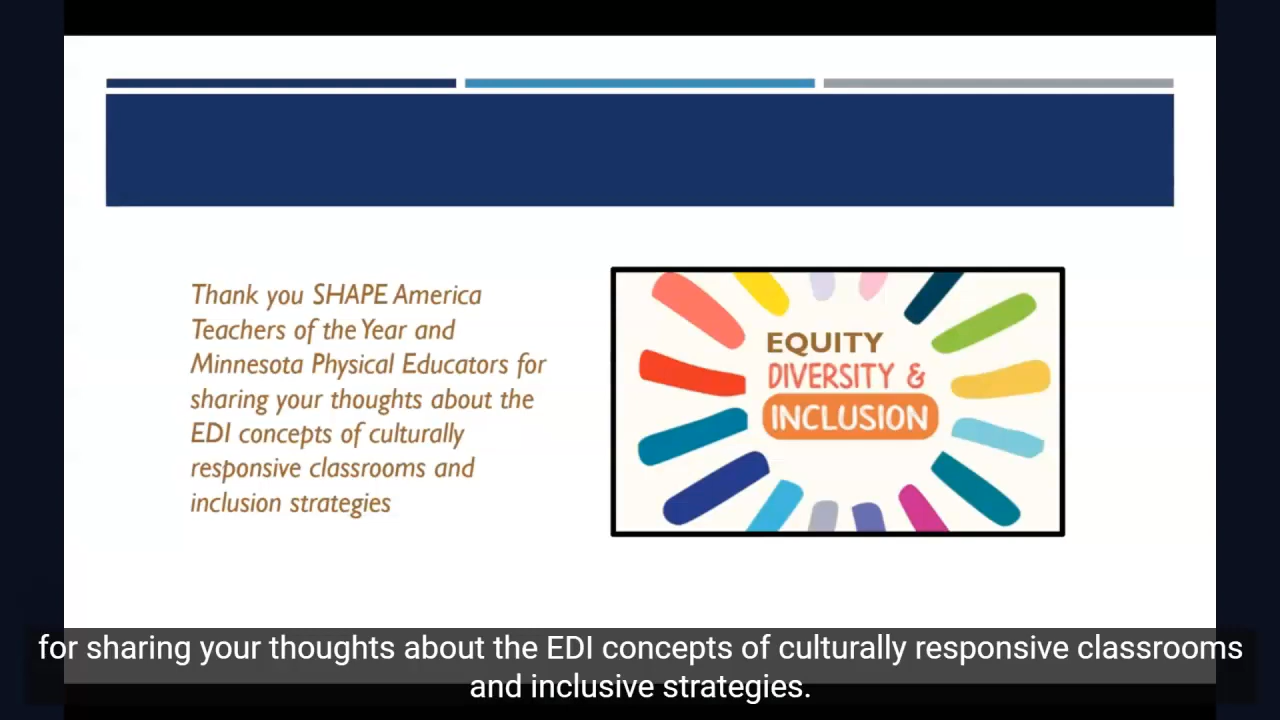 Thank you SHAPE America
Teachers of the Year and
Minnesota Physical Educators for
sharing your thoughts about the
EDI concepts of culturally
responsive classrooms and
inclusion strategies
EQUITY
DIVERSITY &
INCLUSION
for sharing your thoughts about the EDI concepts of culturally responsive classrooms
and inclusive strategies.